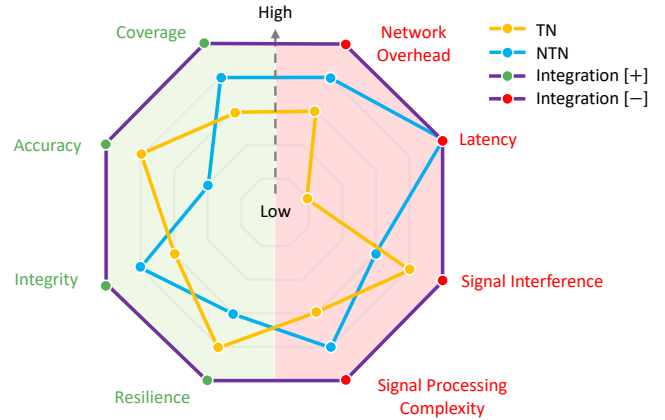 High
Coverage
Network
Overhead
TN
NTN
Integration [+]
Integration [−]
Accuracy
Latency
Low
Integrity
Signal Interference
Resilience
Signal Processing
Complexity